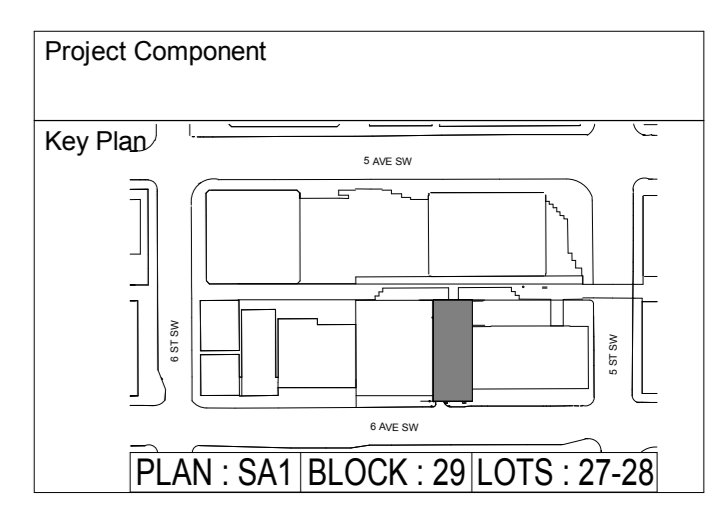 Project Component
Key Plan
5 AVE SW
6 ST SW
5 ST SW
6 AVE SW
PLAN : SA1 BLOCK : 29 LOTS : 27-28